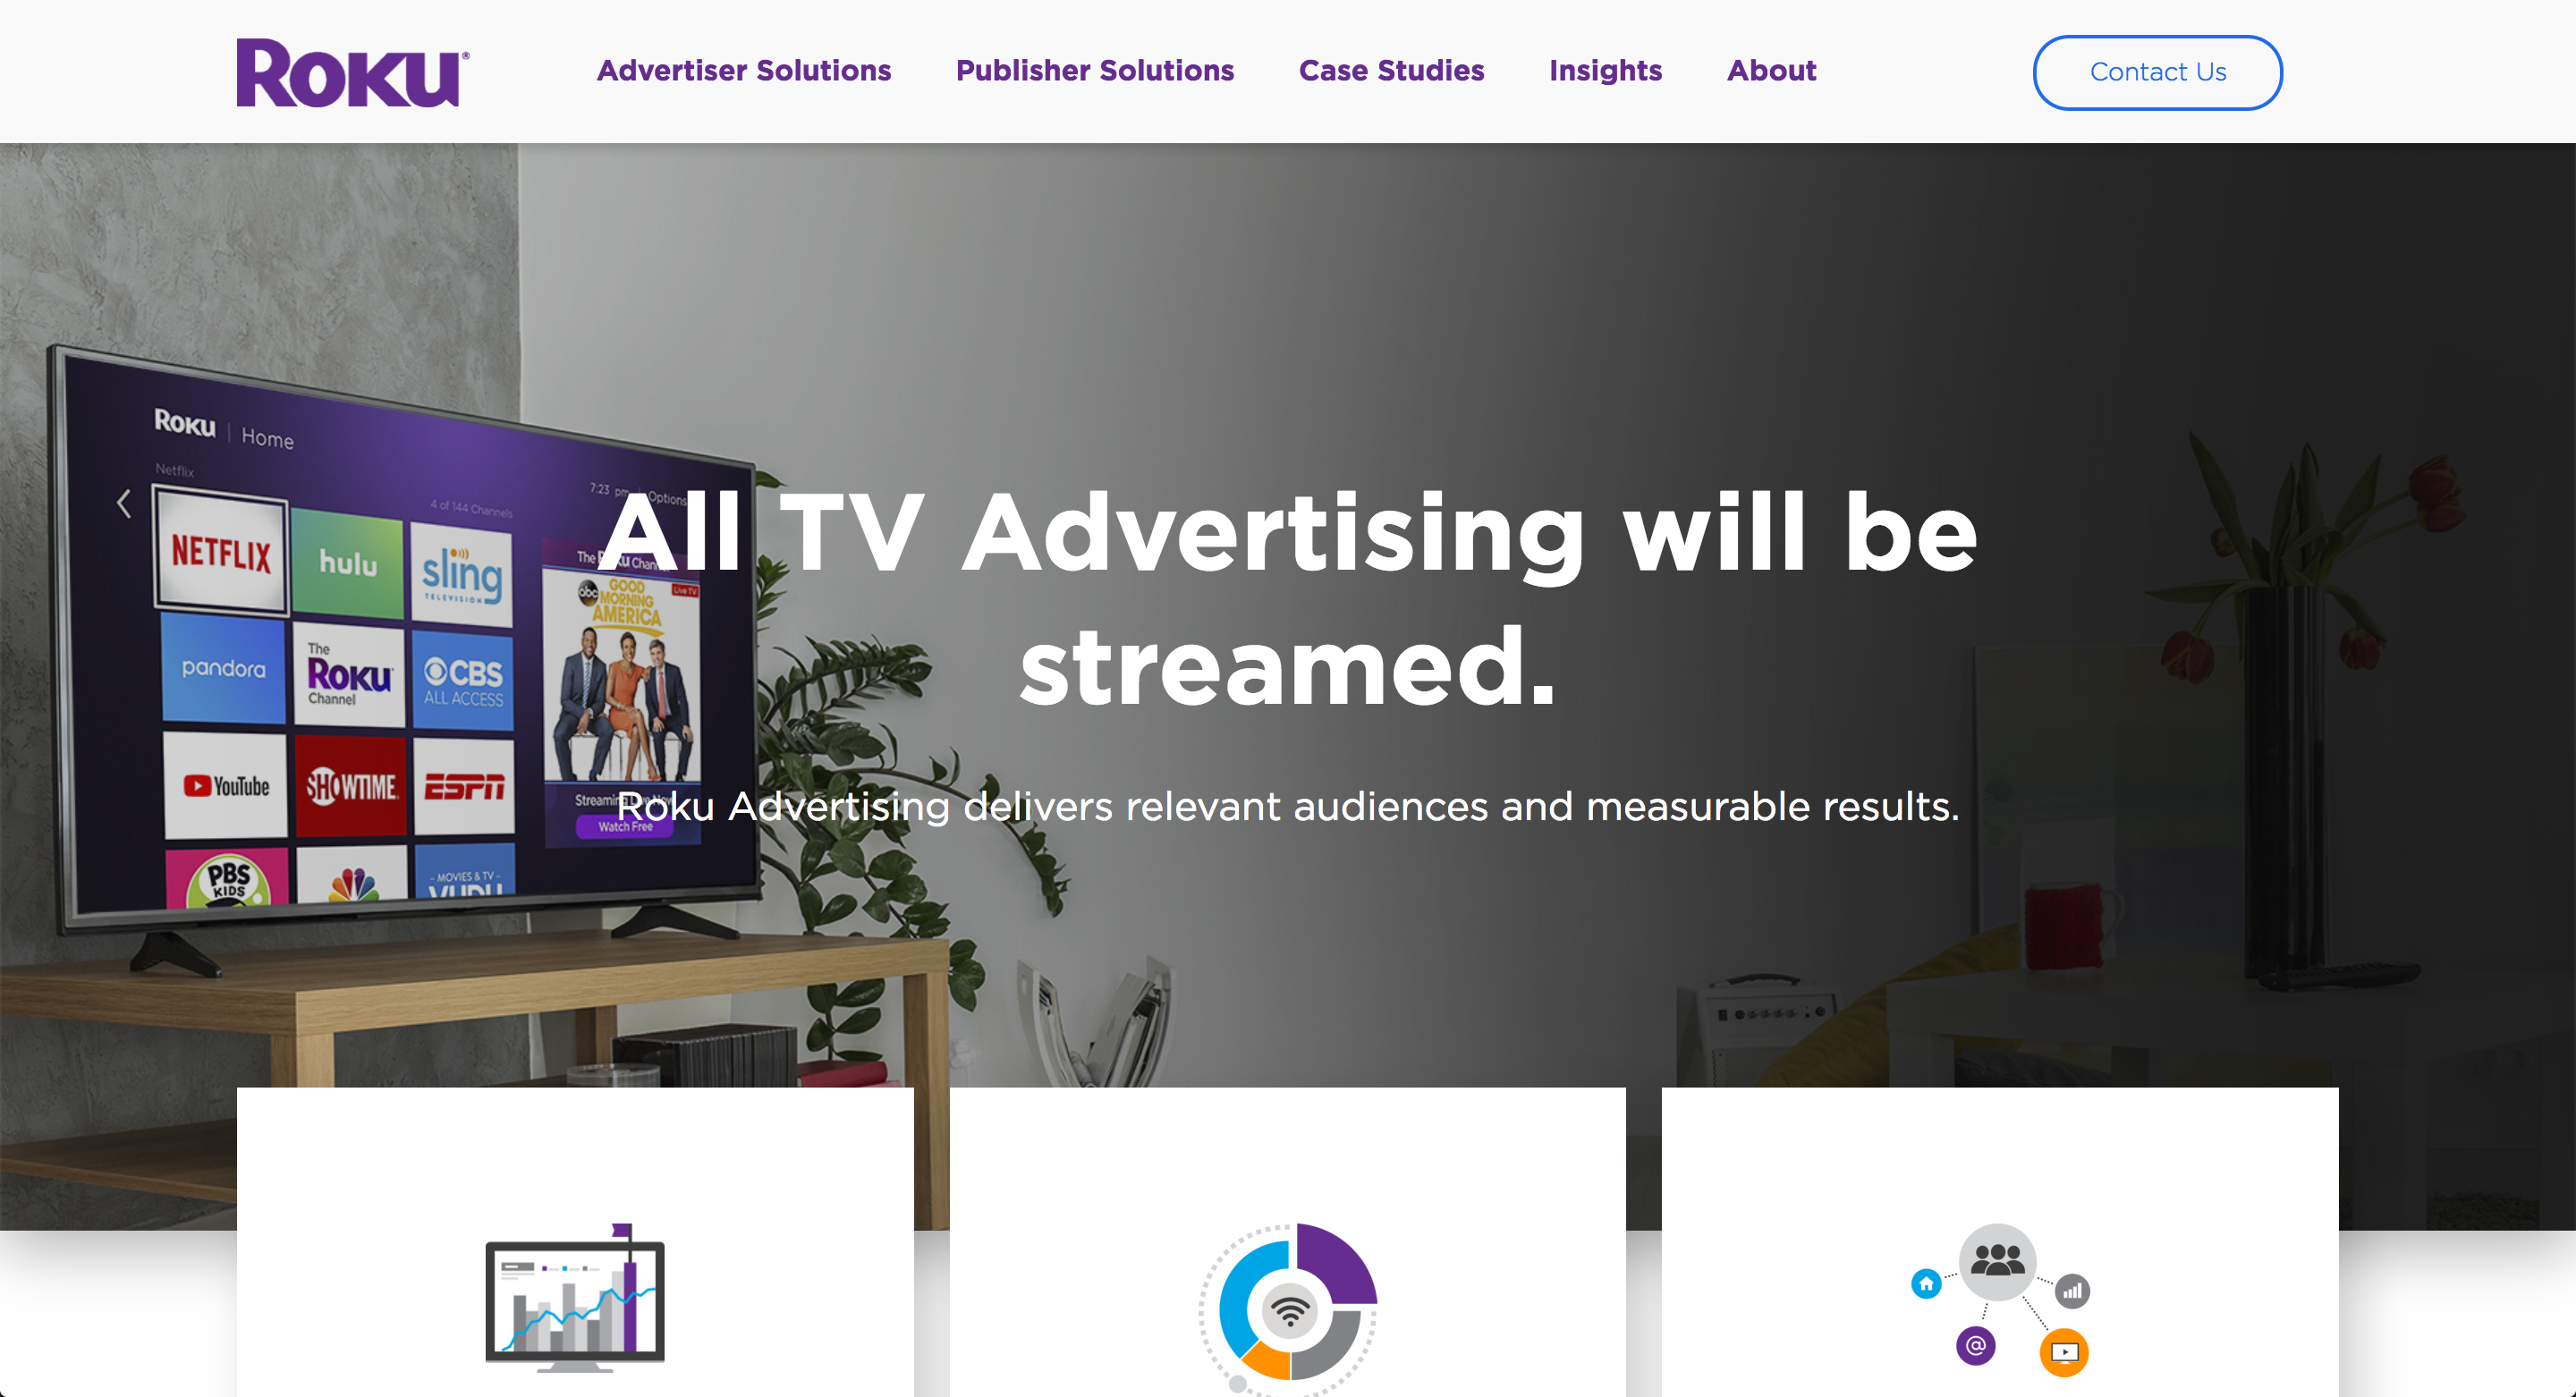 Roku
Advertiser Solutions
Publisher Solutions
Case Studies
Insights
About
Contact Us
Roku | Home
Netflix
4 of 144 Channels
7:23 pm | Options
NETFLIX
hulu
sling
TELEVISION
The Roku Channel
abc
GOOD
MORNING
AMERICA
Live TV
pandora
The
Roku
Channel
CBS
ALL ACCESS
YouTube
SHOWTIME
ESPN
Streaming Live Now
Watch Free
PBS
KIDS
- MOVIES & TV -
VUDU
All TV Advertising will be
streamed.
Roku Advertising delivers relevant audiences and measurable results.
@